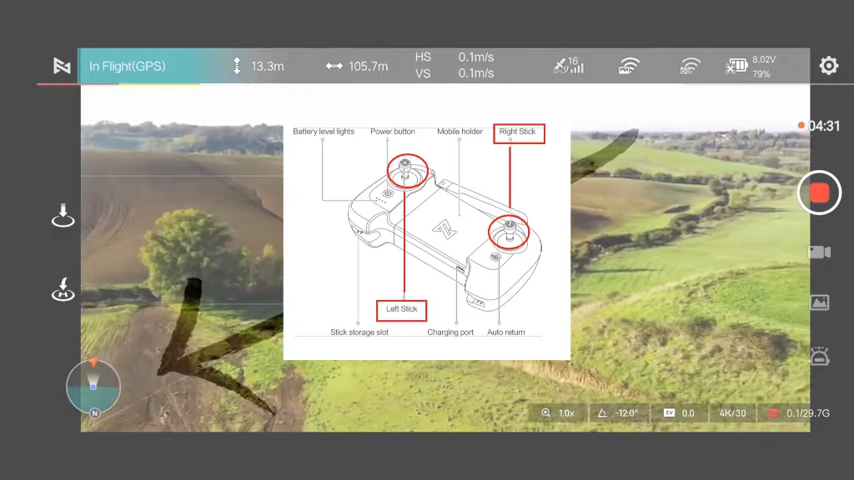 In Flight(GPS)
13.3m
105.7m
HS 0.1m/s
VS 0.1m/s
16
8.02V
79%
04:31
Battery level lights
Power button
Mobile holder
Right Stick
Left Stick
Stick storage slot
Charging port
Auto return
H
N
1.0x
-12.0°
EV 0.0
4K/30
0.1/29.7G